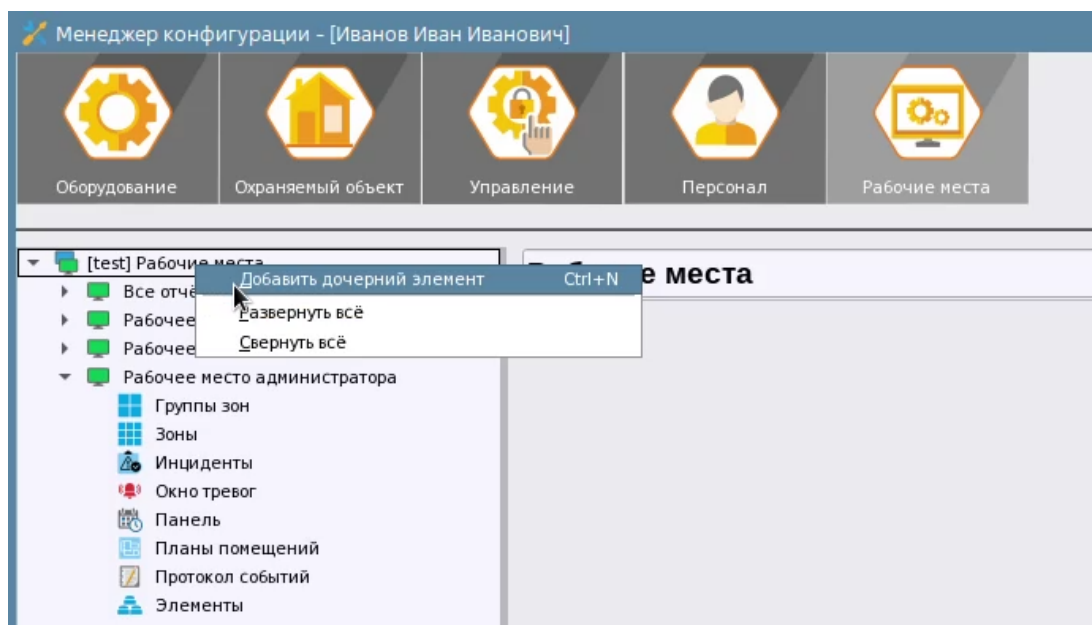 Менеджер конфигурации - [Иванов Иван Иванович]
Оборудование
Охраняемый объект
Управление
Персонал
Рабочие места
[test] Рабочие места
Добавить дочерний элемент Ctrl+N
Развернуть всё
Свернуть всё
е места
Все отчё
Рабочее
Рабочее
Рабочее место администратора
Группы зон
Зоны
Инциденты
Окно тревог
Панель
Планы помещений
Протокол событий
Элементы